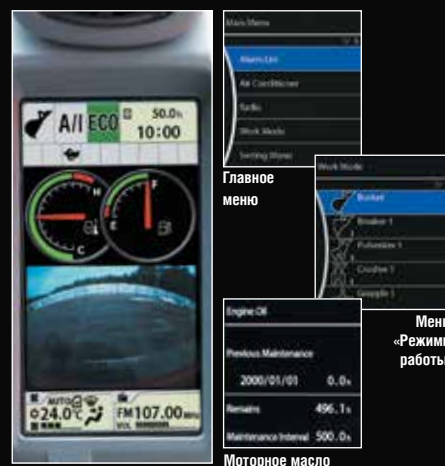 A/I ECO 50.0h
10:00
H
C
F
E
AUTO
24.0°C
FM107.00MHz
VOL
Main Menu
Alarm List
Air Conditioner
Radio
Work Mode
Setting Menu
Главное
меню
Work Mode
Bucket
Breaker 1
Pulverizer 1
Crusher 1
Grapple 1
Меню
«Режимы
работы
Engine Oil
Previous Maintenance
2000/01/01 0.0h
Remains 496.1h
Maintenance Interval 500.0h
Моторное масло